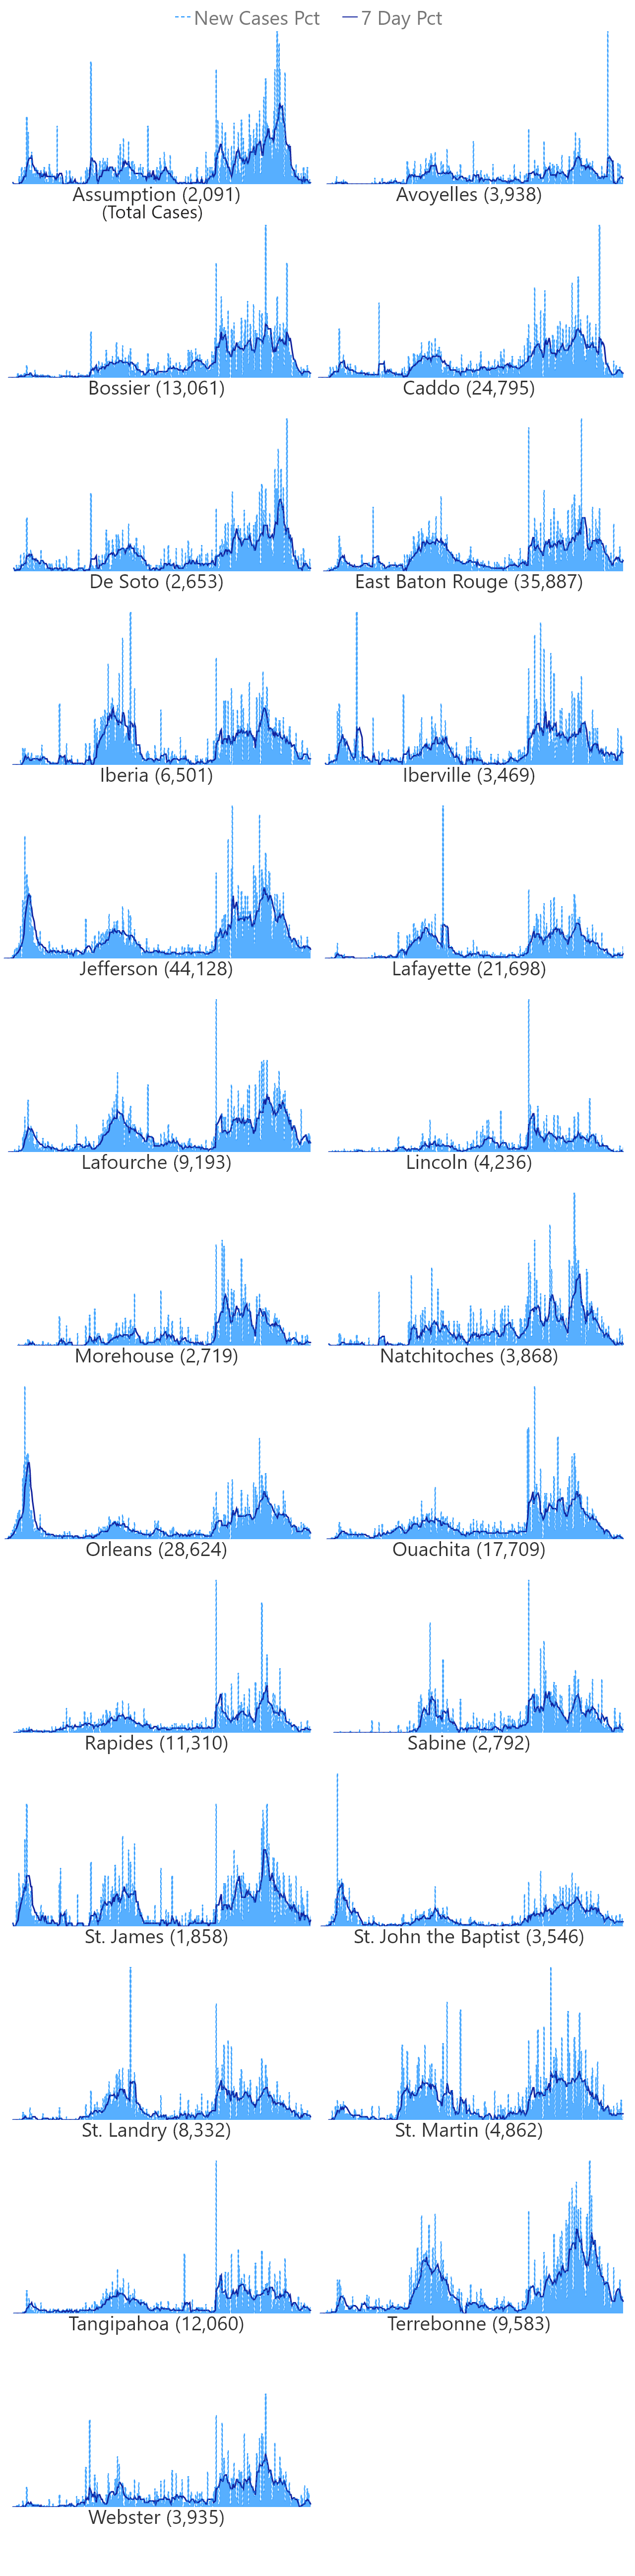 New Cases Pct 7 Day Pct
Assumption (2,091) Avoyelles (3,938)
(Total Cases)
Bossier (13,061) Caddo (24,795)
De Soto (2,653) East Baton Rouge (35,887)
Iberia (6,501) Iberville (3,469)
Jefferson (44,128) Lafayette (21,698)
Lafourche (9,193) Lincoln (4,236)
Morehouse (2,719) Natchitoches (3,868)
Orleans (28,624) Ouachita (17,709)
Rapides (11,310) Sabine (2,792)
St. James (1,858) St. John the Baptist (3,546)
St. Landry (8,332) St. Martin (4,862)
Tangipahoa (12,060) Terrebonne (9,583)
Webster (3,935)